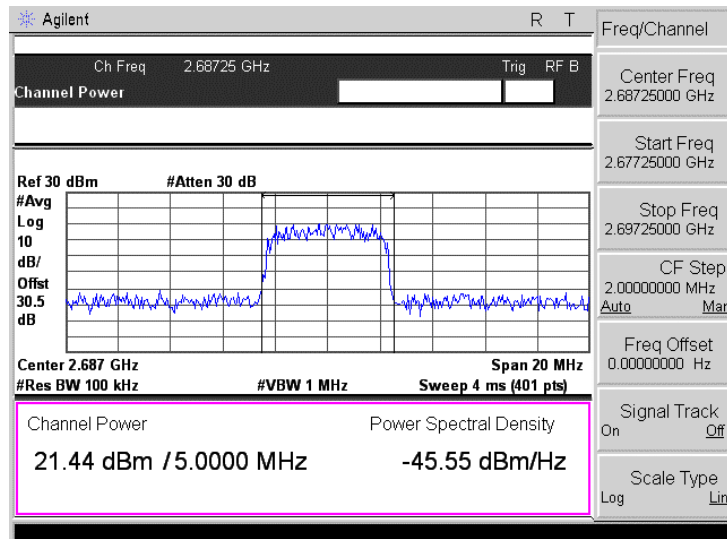 Agilent R T
Ch Freq 2.68725 GHz Trig RF B
Channel Power
Ref 30 dBm #Atten 30 dB
#Avg
Log
10
dB/
Offst
30.5
dB
Center 2.687 GHz Span 20 MHz
#Res BW 100 kHz #VBW 1 MHz Sweep 4 ms (401 pts)
Channel Power Power Spectral Density
21.44 dBm / 5.0000 MHz -45.55 dBm/Hz
Freq/Channel
Center Freq
2.68725000 GHz
Start Freq
2.67725000 GHz
Stop Freq
2.69725000 GHz
CF Step
2.00000000 MHz
Auto Man
Freq Offset
0.00000000 Hz
Signal Track
On Off
Scale Type
Log Lin